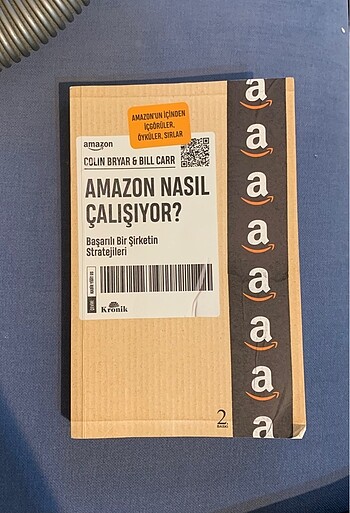 AMAZON'UN İÇİNDEN
İÇGÖRÜLER,
ÖYKÜLER, SIRLAR
amazon
COLIN BRYAR & BILL CARR
AMAZON NASIL
ÇALIŞIYOR?
Başarılı Bir Şirketin
Stratejileri
Kronik
2.
BASKI
a
a
a
a
a
a
a
a